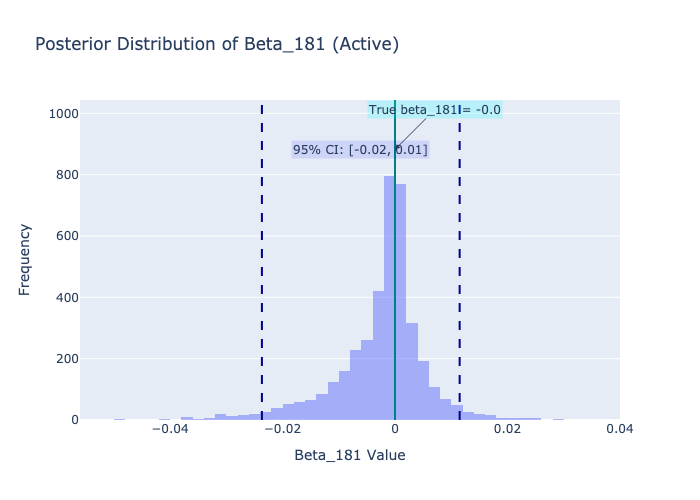 Posterior Distribution of Beta_181 (Active)
True beta_181 = -0.0
95% CI: [-0.02, 0.01]
1000
800
600
400
200
0
Frequency
−0.04
−0.02
0
0.02
0.04
Beta_181 Value